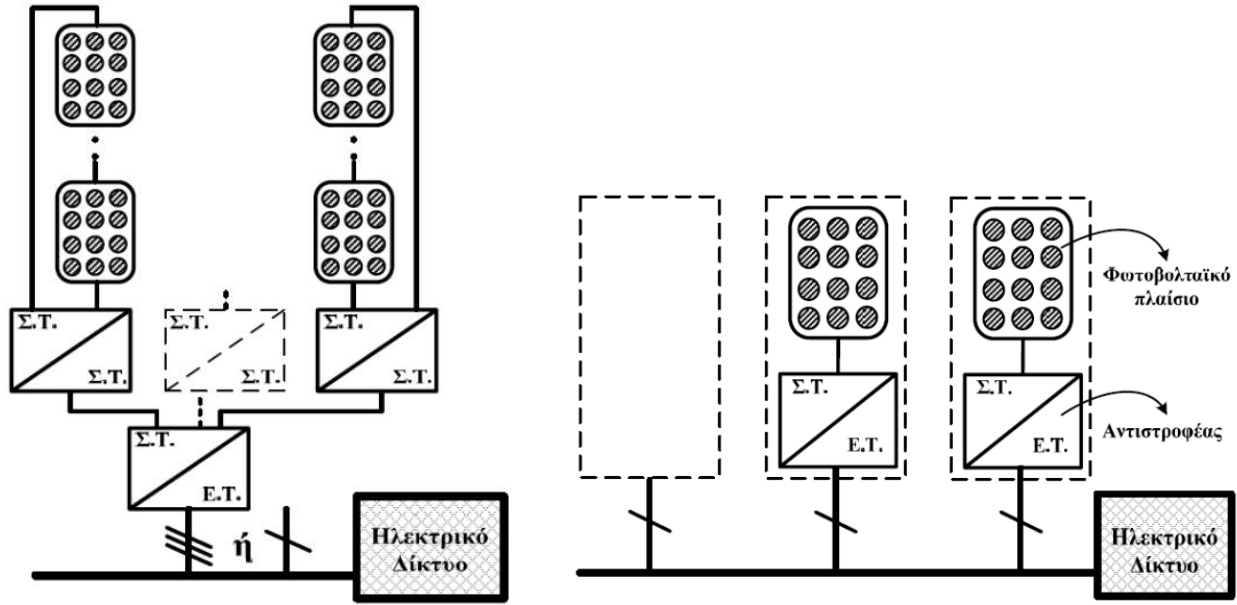 Σ.Τ.
Σ.Τ.
Σ.Τ.
Σ.Τ.
Σ.Τ.
Σ.Τ.
Σ.Τ.
Ε.Τ.
ή
Ηλεκτρικό
Δίκτυο
Φωτοβολταϊκό
πλαίσιο
Σ.Τ.
Ε.Τ.
Σ.Τ.
Ε.Τ.
Αντιστροφέας
Ηλεκτρικό
Δίκτυο